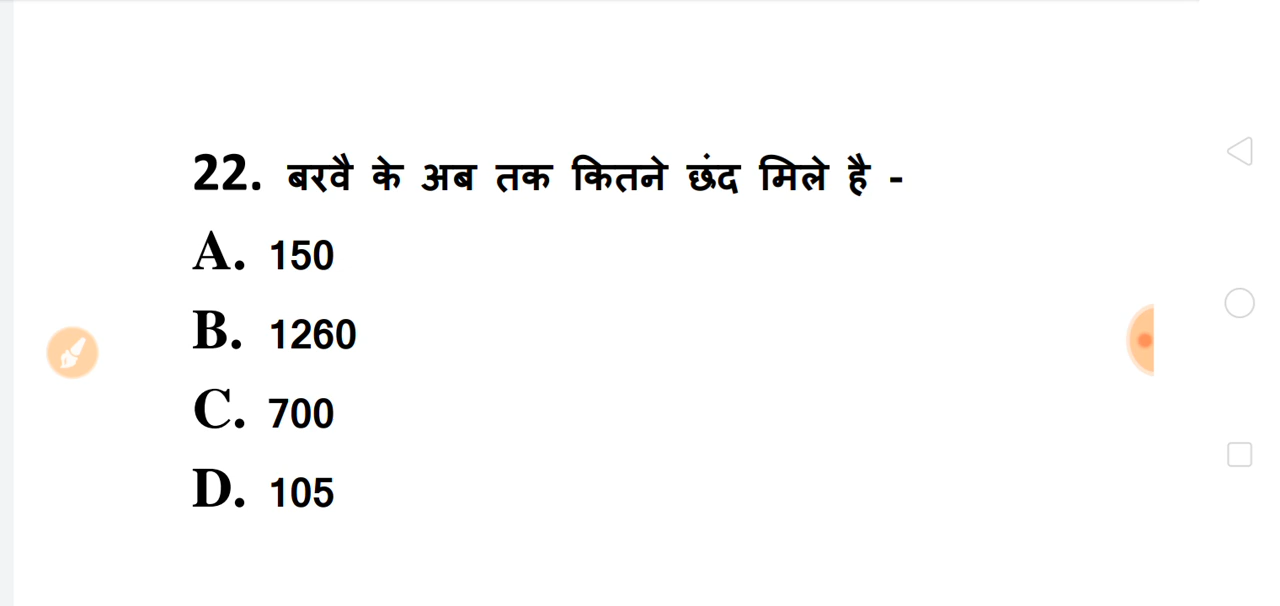 22. बरवै के अब तक कितने छंद मिले है -
A. 150
B. 1260
C. 700
D. 105